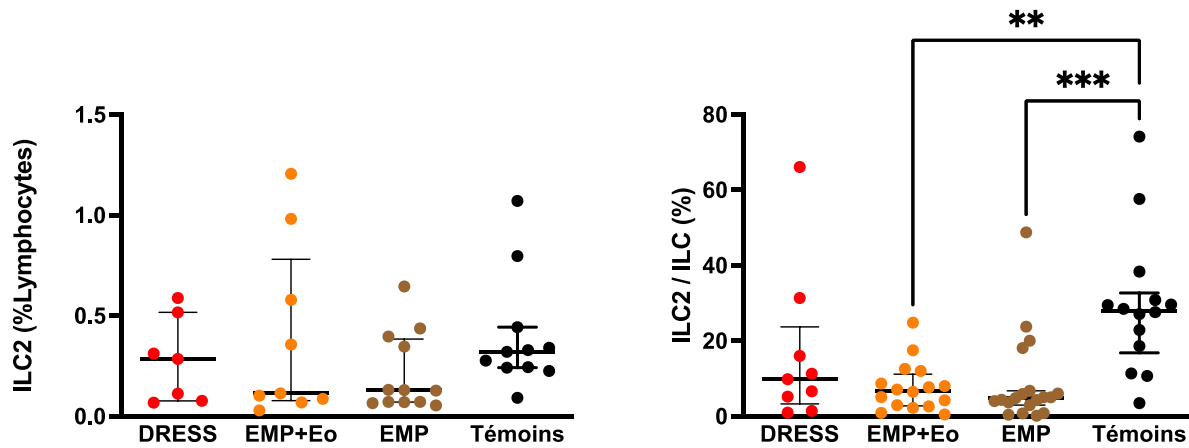 ILC2 (%Lymphocytes)
1.5
1.0
0.5
0.0
DRESS EMP+Eo EMP Témoins
** 
***
ILC2 / ILC (%)
80
60
40
20
0
DRESS EMP+Eo EMP Témoins